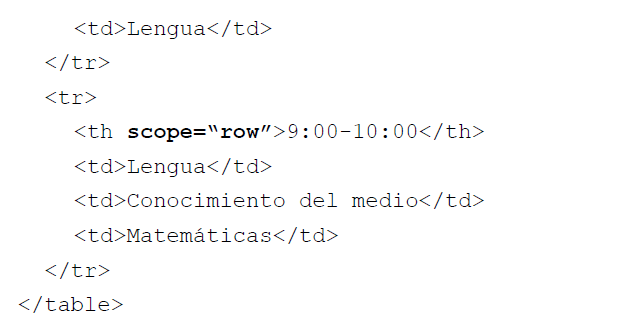 <td>Lengua</td>
</tr>
<tr>
<th scope=“row”>9:00-10:00</th>
<td>Lengua</td>
<td>Conocimiento del medio</td>
<td>Matemáticas</td>
</tr>
</table>